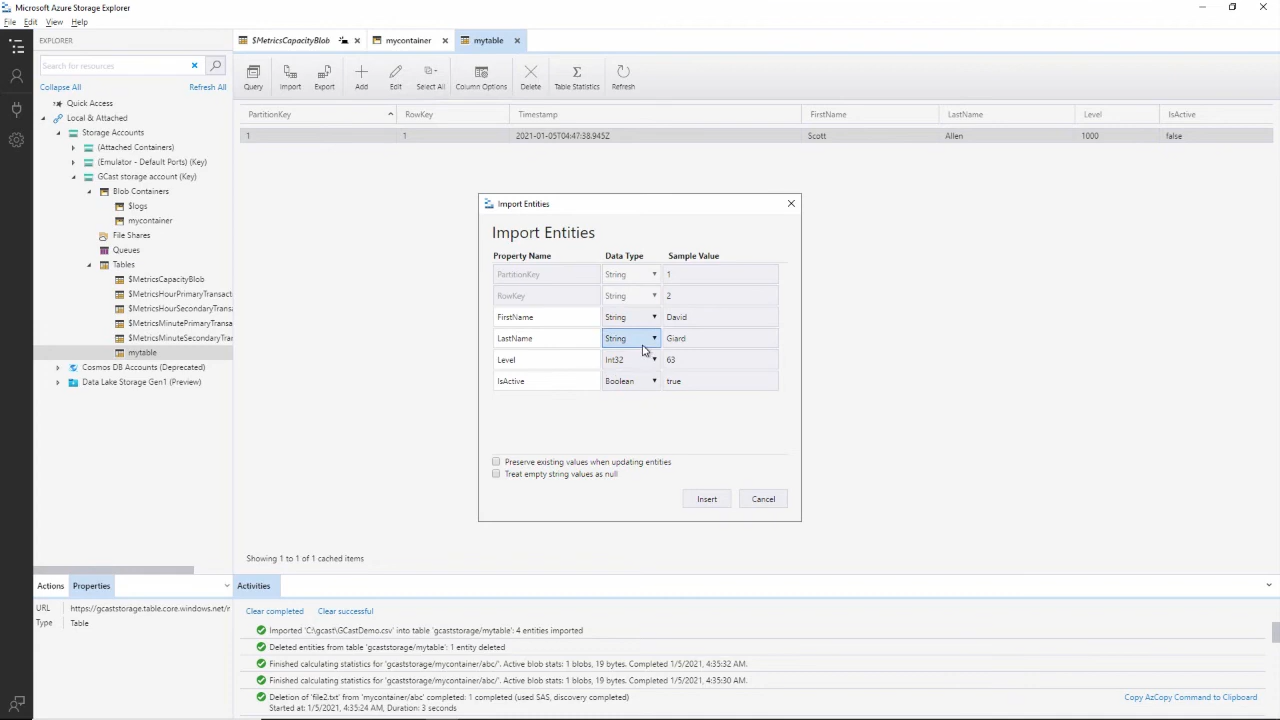 Microsoft Azure Storage Explorer
File Edit View Help
EXPLORER
Search for resources
Collapse All Refresh All
Quick Access
Local & Attached
Storage Accounts
(Attached Containers)
(Emulator - Default Ports) (Key)
GCast storage account (Key)
Blob Containers
$logs
mycontainer
File Shares
Queues
Tables
$MetricsCapacityBlob
$MetricsHourPrimaryTransact
$MetricsHourSecondaryTransa
$MetricsMinutePrimaryTransa
$MetricsMinuteSecondaryTran
mytable
Cosmos DB Accounts (Deprecated)
Data Lake Storage Gen1 (Preview)
Actions Properties
URL https://gcaststorage.table.core.windows.net/r
Type Table
$MetricsCapacityBlob mycontainer mytable
Query Import Export Add Edit Select All Column Options Delete Table Statistics Refresh
PartitionKey RowKey Timestamp FirstName LastName Level IsActive
1 1 2021-01-05T04:47:38.945Z Scott Allen 1000 false
Import Entities
Import Entities
Property Name Data Type Sample Value
PartitionKey String 1
RowKey String 2
FirstName String David
LastName String Giard
Level Int32 63
IsActive Boolean true
Preserve existing values when updating entities
Treat empty string values as null
Insert Cancel
Showing 1 to 1 of 1 cached items
Activities
Clear completed Clear successful
Imported 'C:\gcast\GCastDemo.csv' into table 'gcaststorage/mytable': 4 entities imported
Deleted entities from table 'gcaststorage/mytable': 1 entity deleted
Finished calculating statistics for 'gcaststorage/mycontainer/abc/'. Active blob stats: 1 blobs, 19 bytes. Completed 1/5/2021, 4:35:32 AM.
Finished calculating statistics for 'gcaststorage/mycontainer/abc/'. Active blob stats: 1 blobs, 19 bytes. Completed 1/5/2021, 4:35:30 AM.
Deletion of 'file2.txt' from 'mycontainer/abc' completed: 1 completed (used SAS, discovery completed)
Started at: 1/5/2021, 4:35:24 AM, Duration: 3 seconds
Copy AzCopy Command to Clipboard